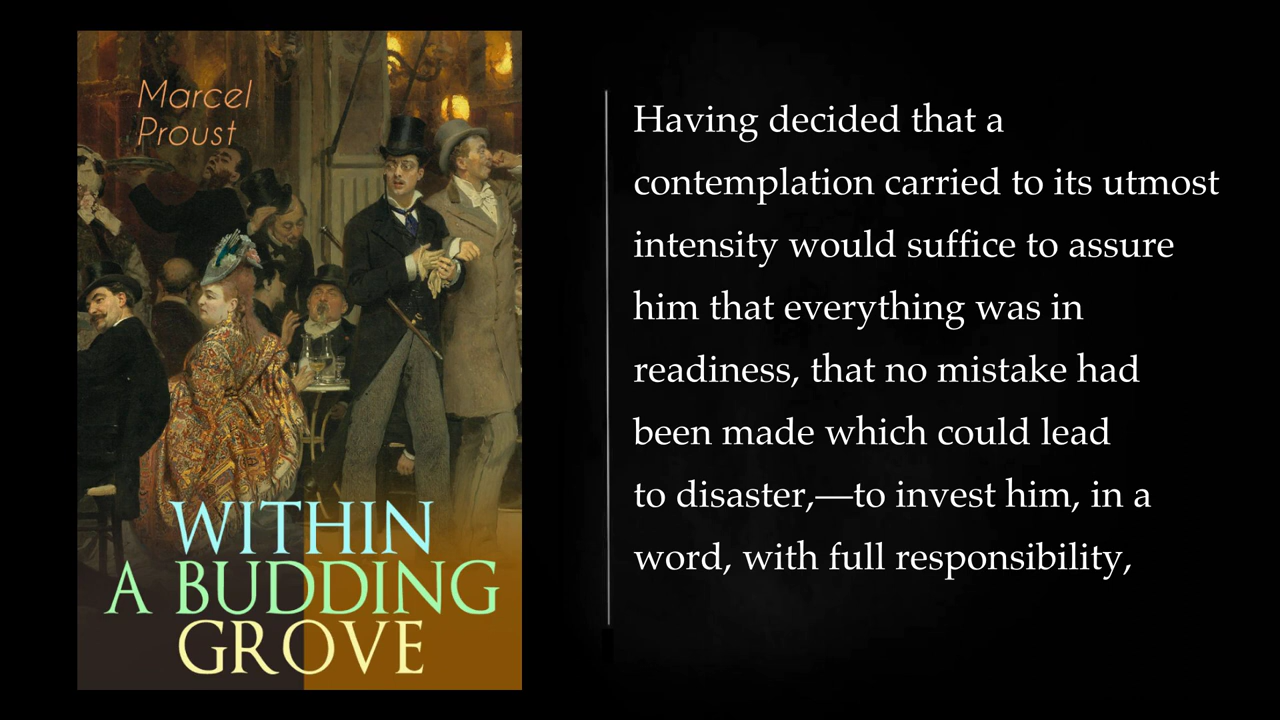 Marcel
Proust
WITHIN
A BUDDING
GROVE
Having decided that a
contemplation carried to its utmost
intensity would suffice to assure
him that everything was in
readiness, that no mistake had
been made which could lead
to disaster,—to invest him, in a
word, with full responsibility,